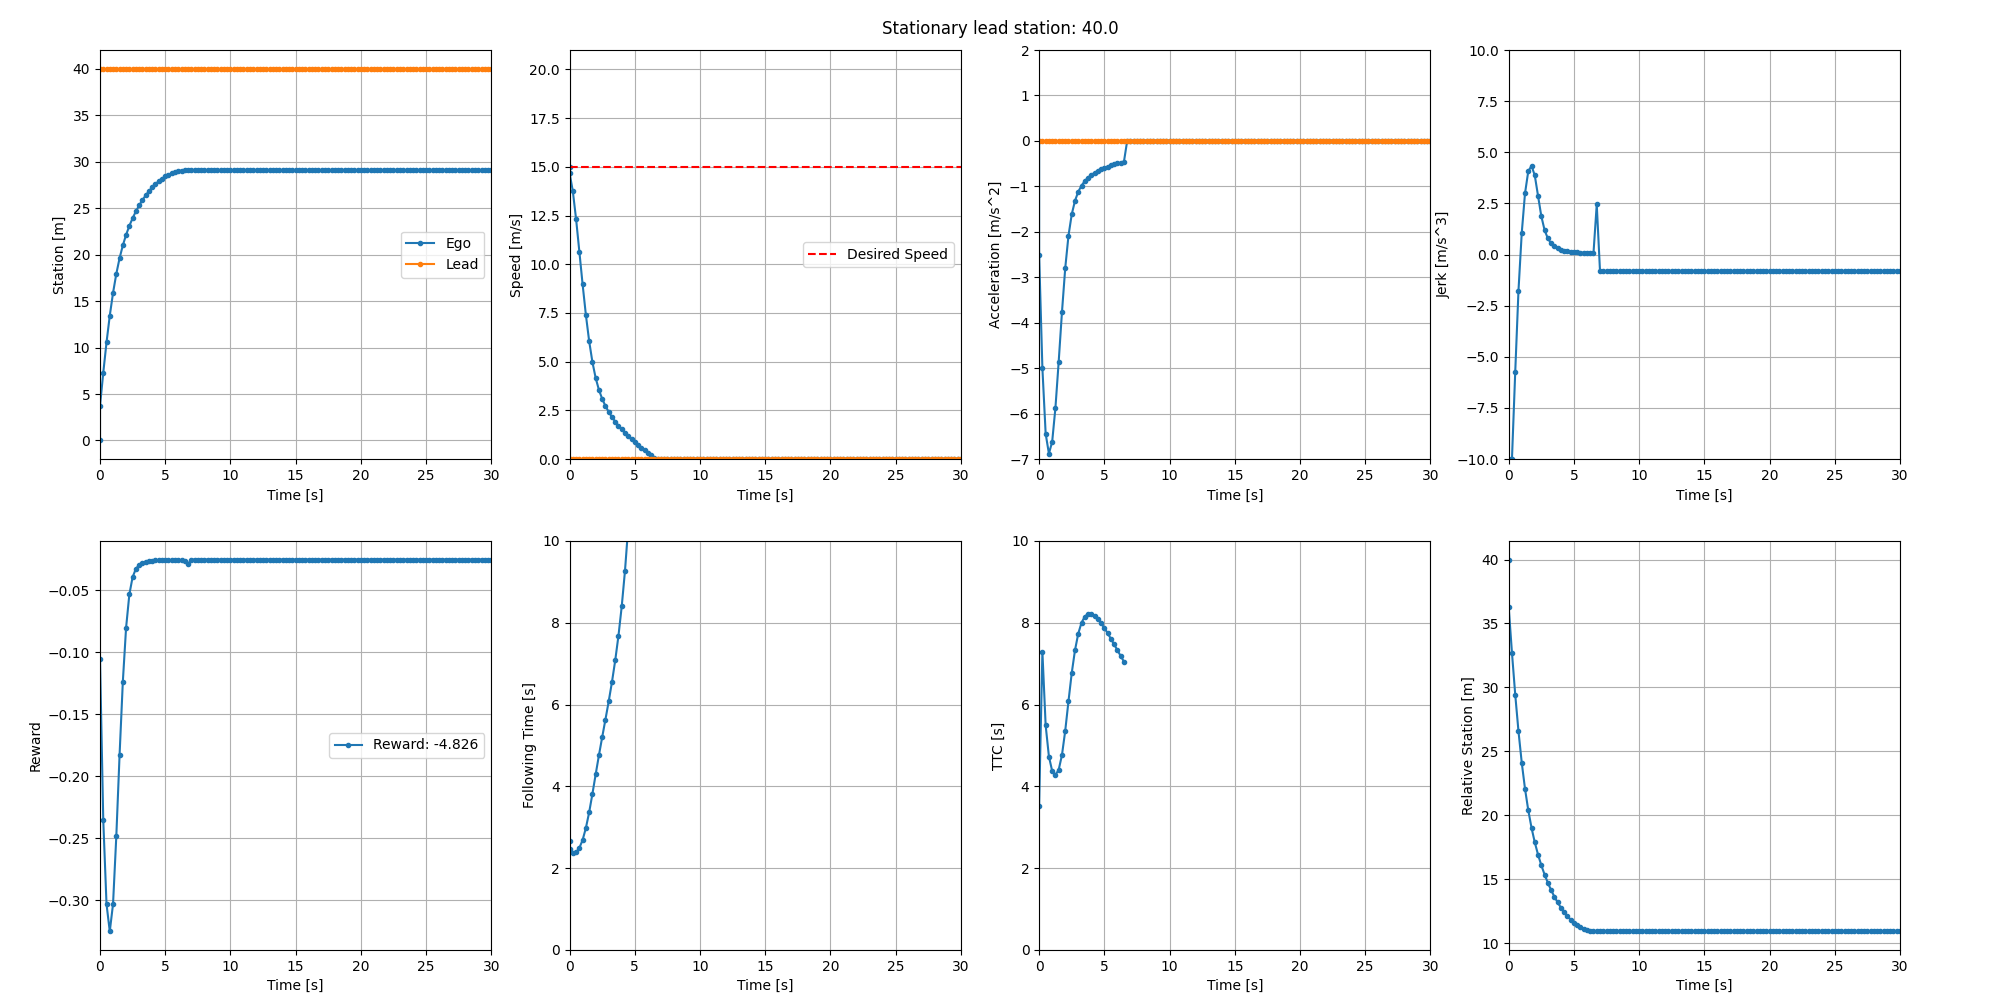 Stationary lead station: 40.0
Station [m]
40
35
30
25
20
15
10
5
0
Ego
Lead
0 5 10 15 20 25 30
Time [s]
Speed [m/s]
20.0
17.5
15.0
12.5
10.0
7.5
5.0
2.5
0.0
Desired Speed
0 5 10 15 20 25 30
Time [s]
Acceleration [m/s^2]
2
1
0
−1
−2
−3
−4
−5
−6
−7
0 5 10 15 20 25 30
Time [s]
Jerk [m/s^3]
10.0
7.5
5.0
2.5
0.0
−2.5
−5.0
−7.5
−10.0
0 5 10 15 20 25 30
Time [s]
Reward
−0.05
−0.10
−0.15
−0.20
−0.25
−0.30
Reward: -4.826
0 5 10 15 20 25 30
Time [s]
Following Time [s]
10
8
6
4
2
0
0 5 10 15 20 25 30
Time [s]
TTC [s]
10
8
6
4
2
0
0 5 10 15 20 25 30
Time [s]
Relative Station [m]
40
35
30
25
20
15
10
0 5 10 15 20 25 30
Time [s]